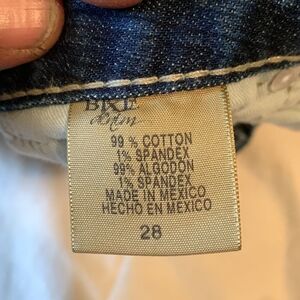 BKE
denim
99 % COTTON
1% SPANDEX
99% ALGODON
1% SPANDEX
MADE IN MEXICO
HECHO EN MEXICO
28